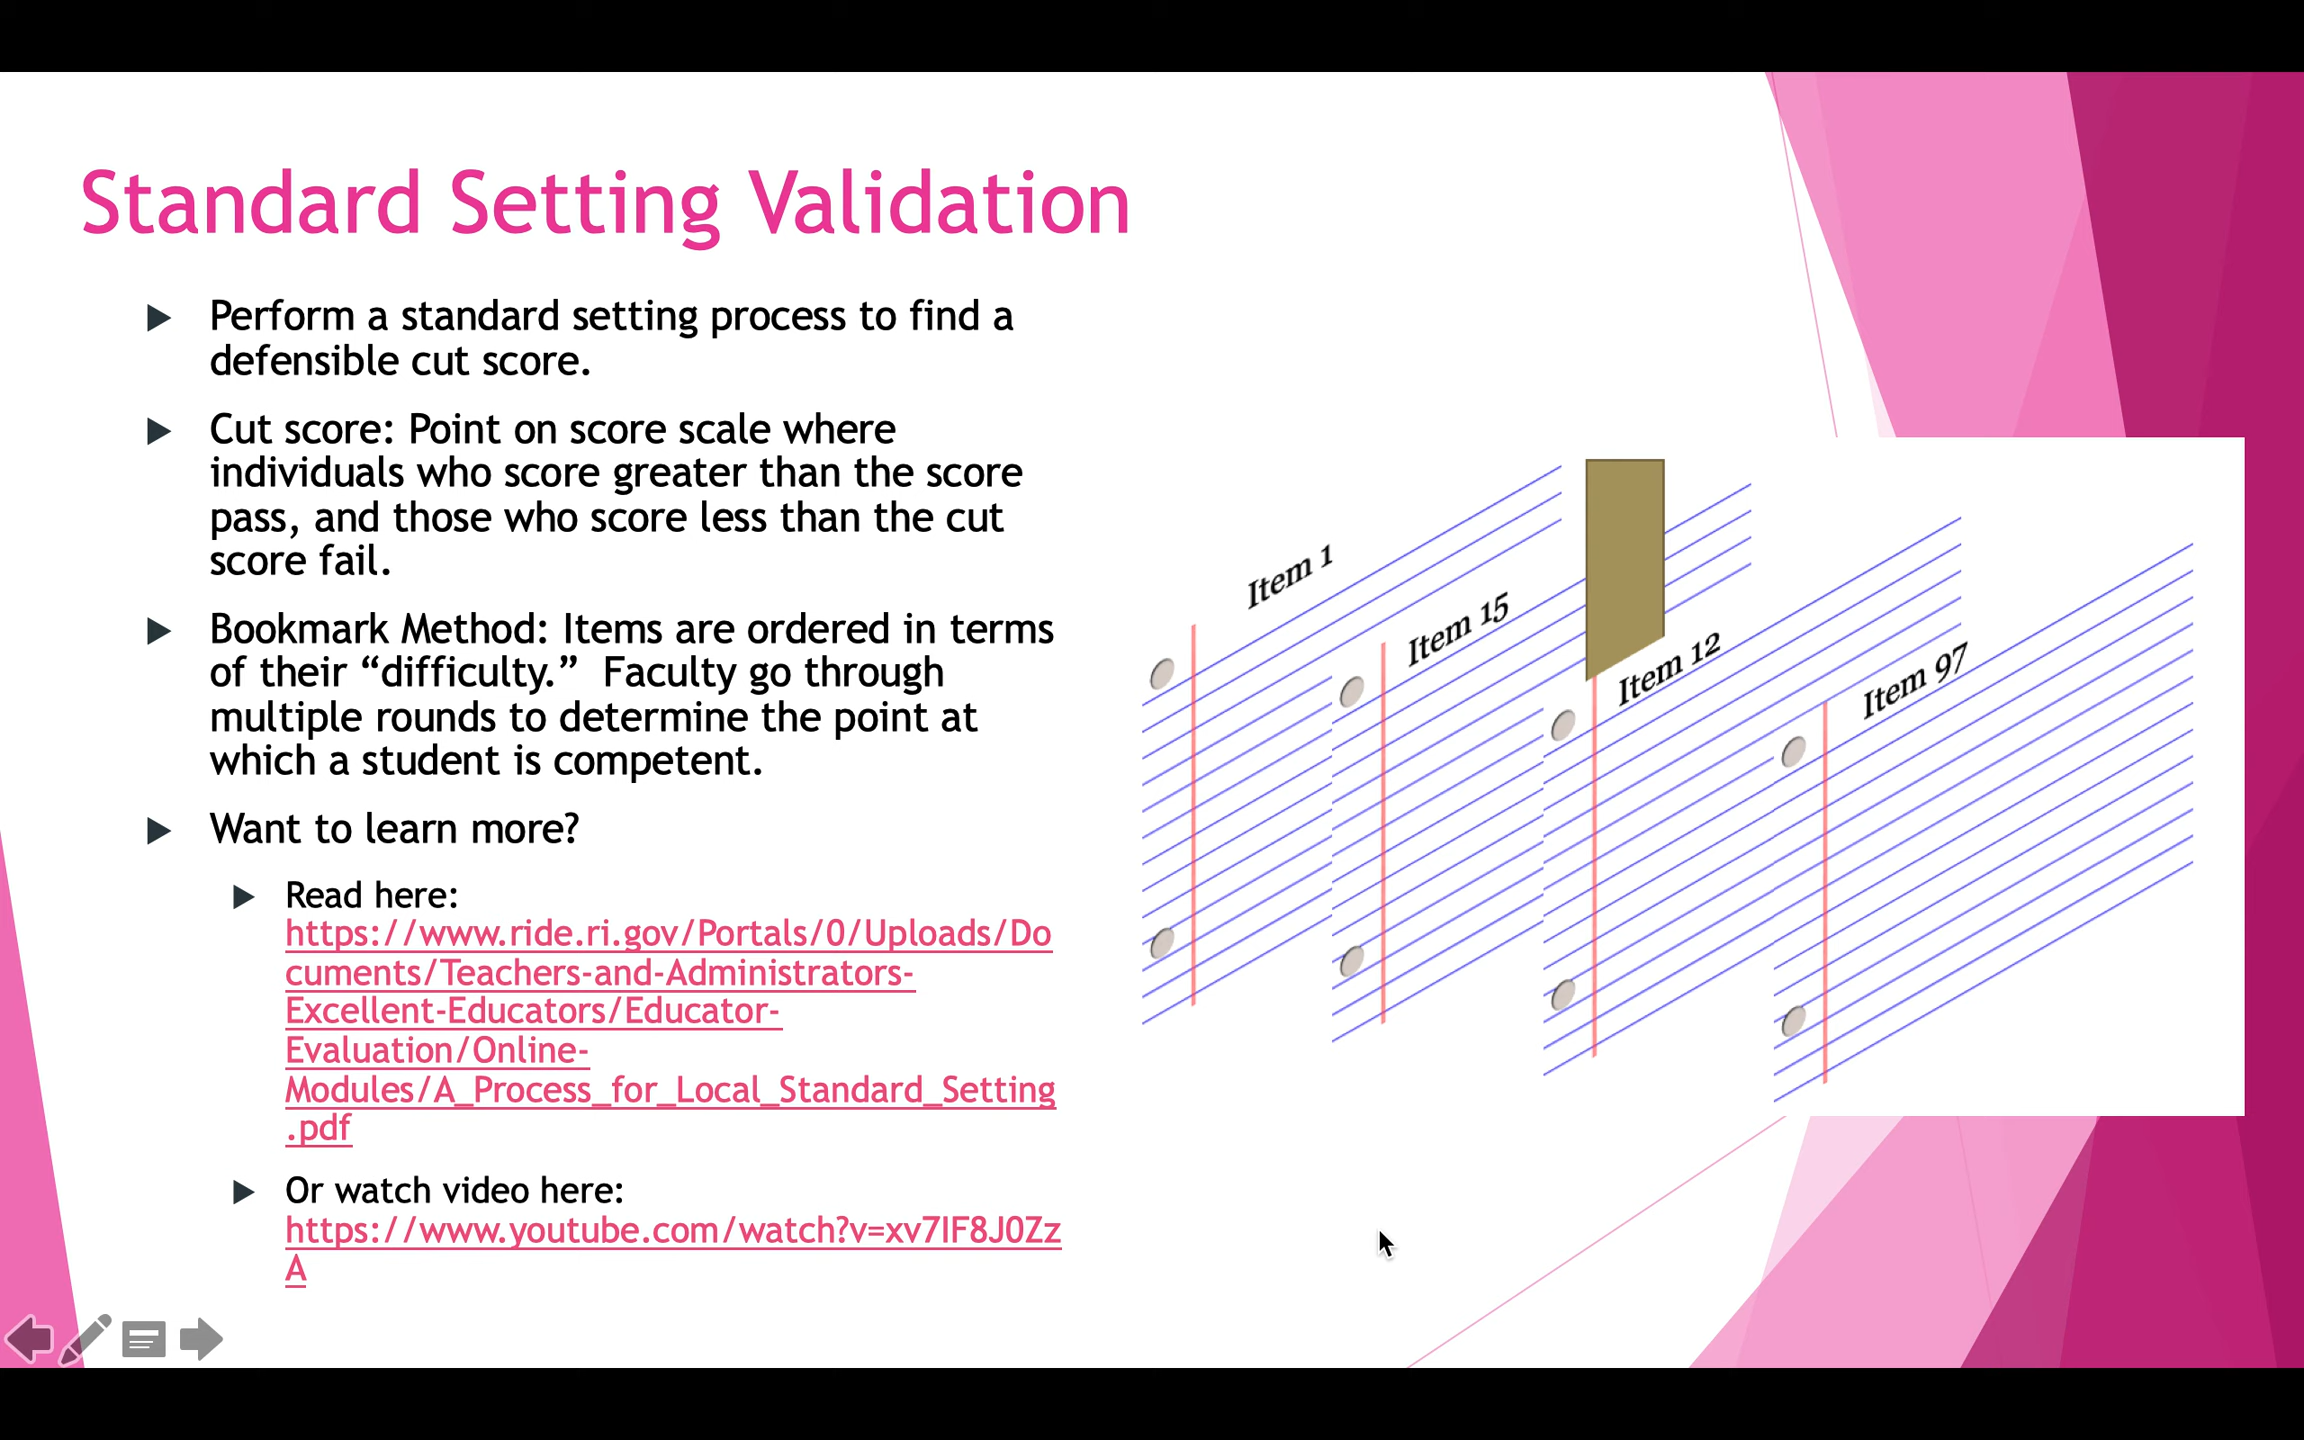 Standard Setting Validation
Perform a standard setting process to find a
defensible cut score.
Cut score: Point on score scale where
individuals who score greater than the score
pass, and those who score less than the cut
score fail.
Bookmark Method: Items are ordered in terms
of their “difficulty.”  Faculty go through
multiple rounds to determine the point at
which a student is competent.
Want to learn more?
Read here:
https://www.ride.ri.gov/Portals/0/Uploads/Do
cuments/Teachers-and-Administrators-
Excellent-Educators/Educator-
Evaluation/Online-
Modules/A_Process_for_Local_Standard_Setting
.pdf
Or watch video here:
https://www.youtube.com/watch?v=xv7IF8J0Zz
A
Item 1
Item 15
Item 12
Item 97